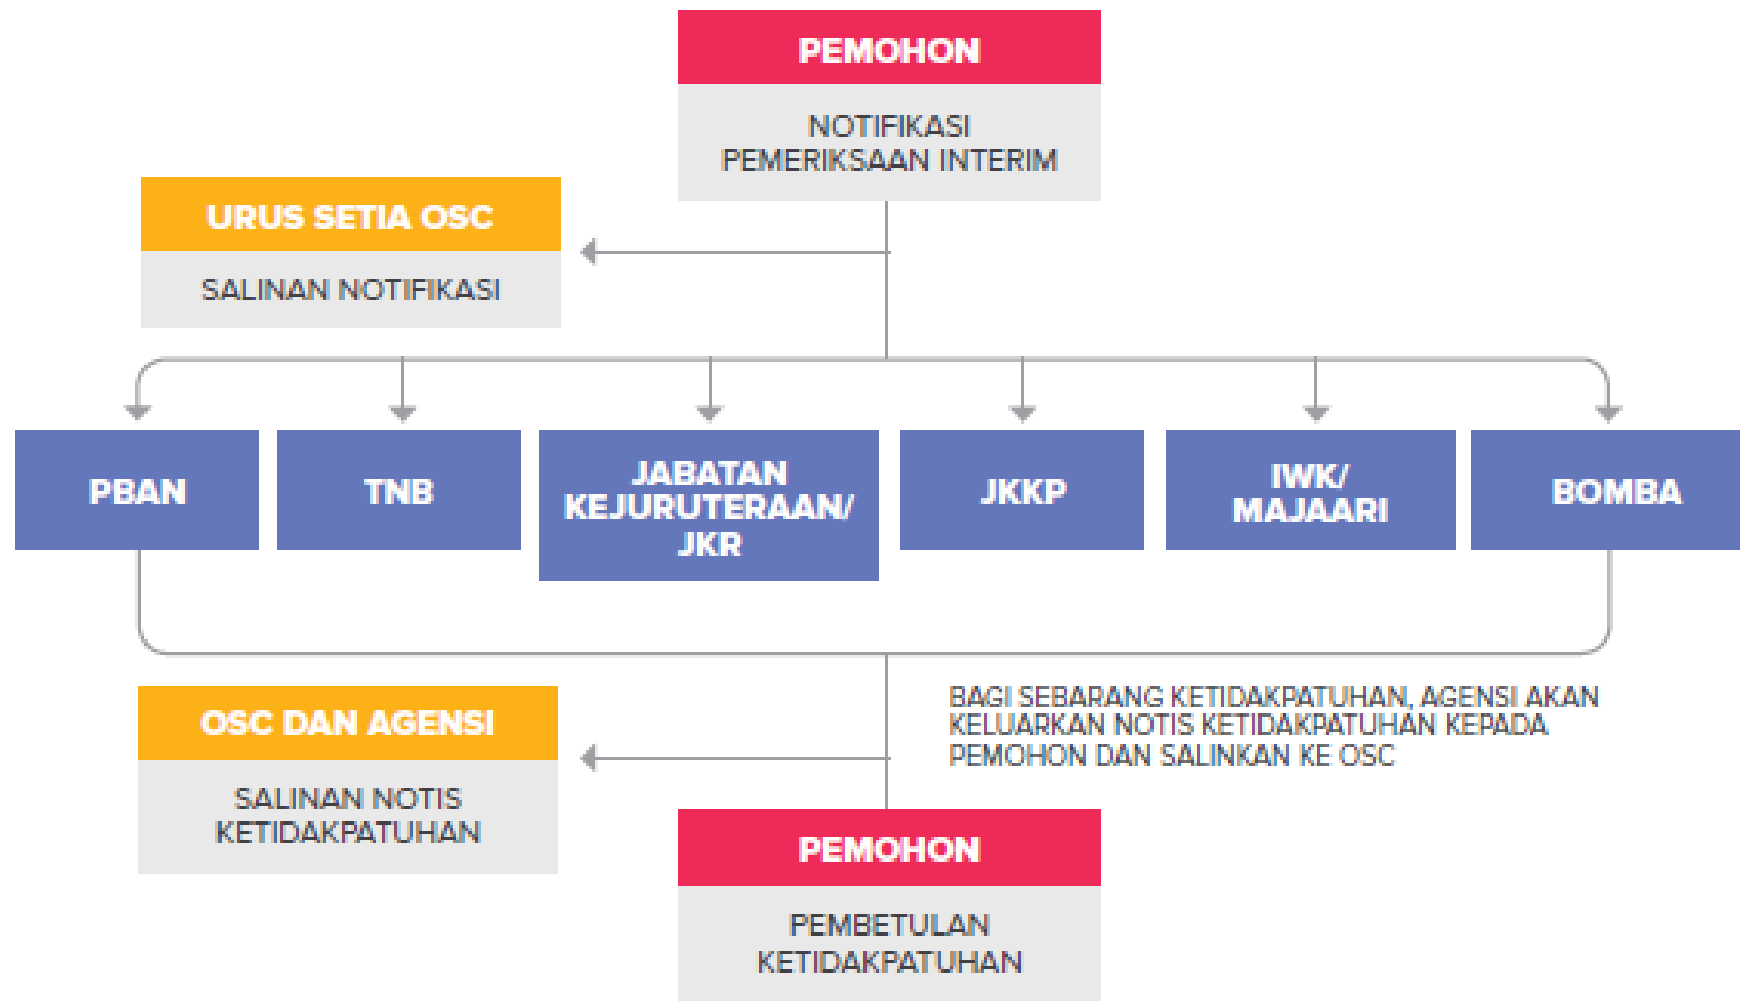 PEMOHON
NOTIFIKASI
PEMERIKSAAN INTERIM
URUS SETIA OSC
SALINAN NOTIFIKASI
PBAN
TNB
JABATAN
KEJURUTERAAN/
JKR
JKKP
IWK/
MAJAARI
BOMBA
BAGI SEBARANG KETIDAKPATUHAN, AGENSI AKAN
KELUARKAN NOTIS KETIDAKPATUHAN KEPADA
PEMOHON DAN SALINKAN KE OSC
OSC DAN AGENSI
SALINAN NOTIS
KETIDAKPATUHAN
PEMOHON
PEMBETULAN
KETIDAKPATUHAN